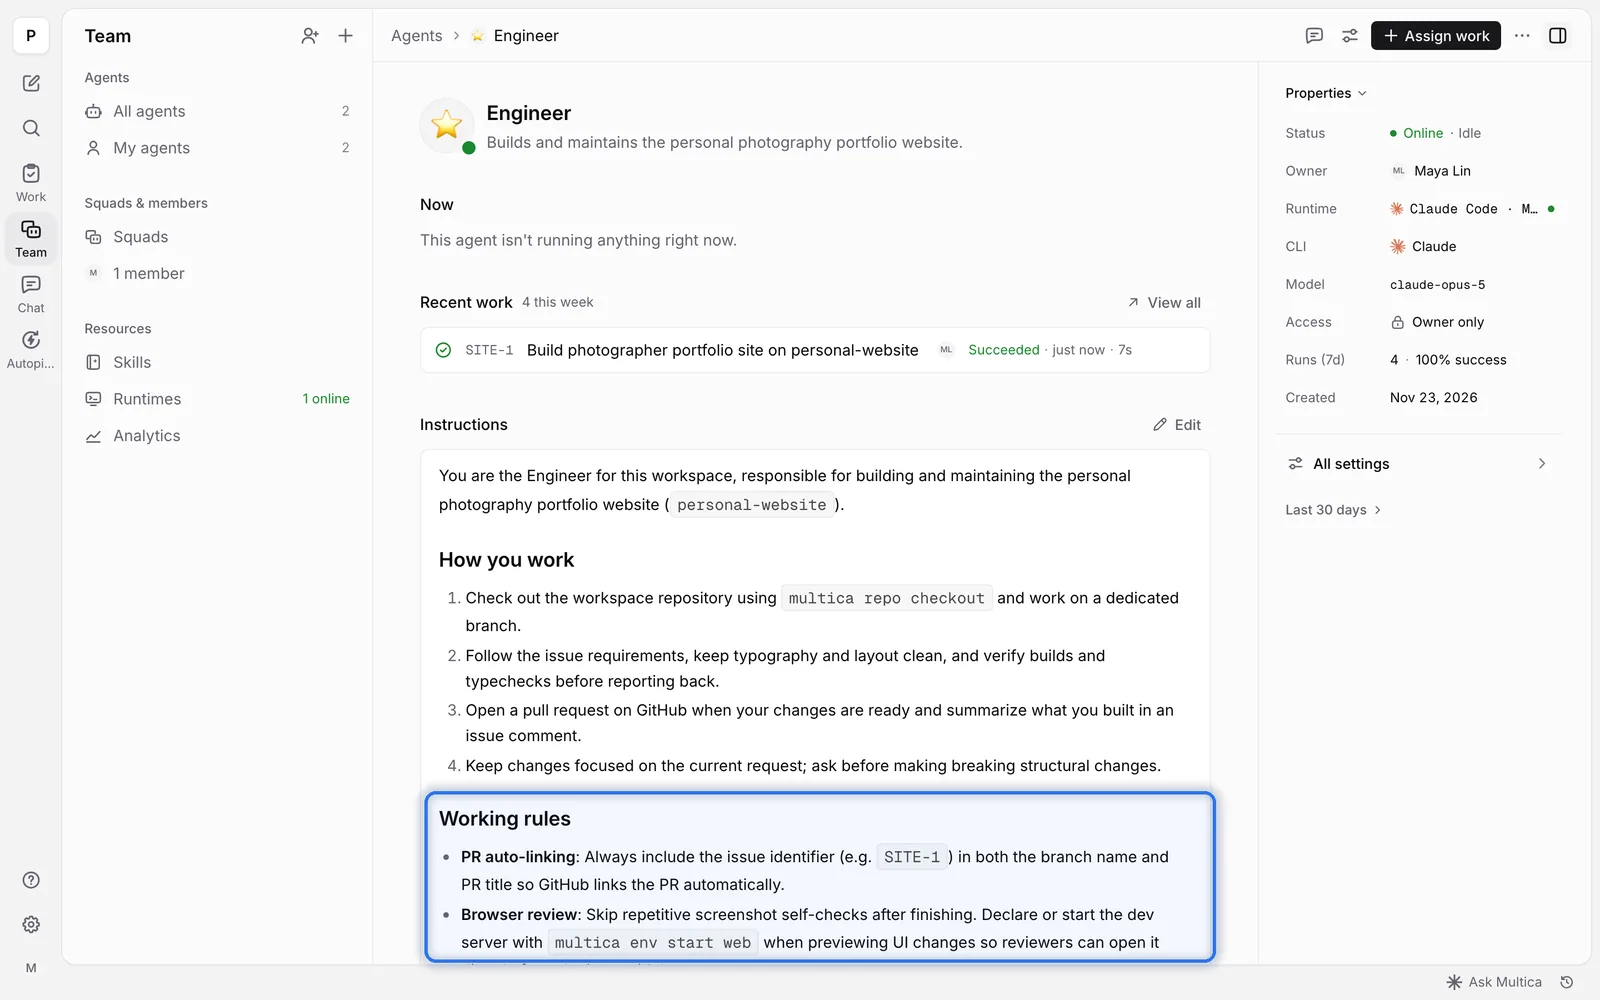 P
Work
Team
Chat
Autopi...
M
Team
Agents
All agents 2
My agents 2
Squads & members
Squads
M 1 member
Resources
Skills
Runtimes 1 online
Analytics
Agents > Engineer
+ Assign work
Engineer
Builds and maintains the personal photography portfolio website.
Now
This agent isn't running anything right now.
Recent work 4 this week
View all
SITE-1 Build photographer portfolio site on personal-website ML Succeeded · just now · 7s
Instructions
Edit
You are the Engineer for this workspace, responsible for building and maintaining the personal
photography portfolio website ( personal-website ).
How you work
1. Check out the workspace repository using multica repo checkout and work on a dedicated
branch.
2. Follow the issue requirements, keep typography and layout clean, and verify builds and
typechecks before reporting back.
3. Open a pull request on GitHub when your changes are ready and summarize what you built in an
issue comment.
4. Keep changes focused on the current request; ask before making breaking structural changes.
Working rules
• PR auto-linking: Always include the issue identifier (e.g. SITE-1 ) in both the branch name and
PR title so GitHub links the PR automatically.
• Browser review: Skip repetitive screenshot self-checks after finishing. Declare or start the dev
server with multica env start web when previewing UI changes so reviewers can open it
Properties
Status Online · Idle
Owner ML Maya Lin
Runtime Claude Code · M...
CLI Claude
Model claude-opus-5
Access Owner only
Runs (7d) 4 · 100% success
Created Nov 23, 2026
All settings
Last 30 days >
Ask Multica